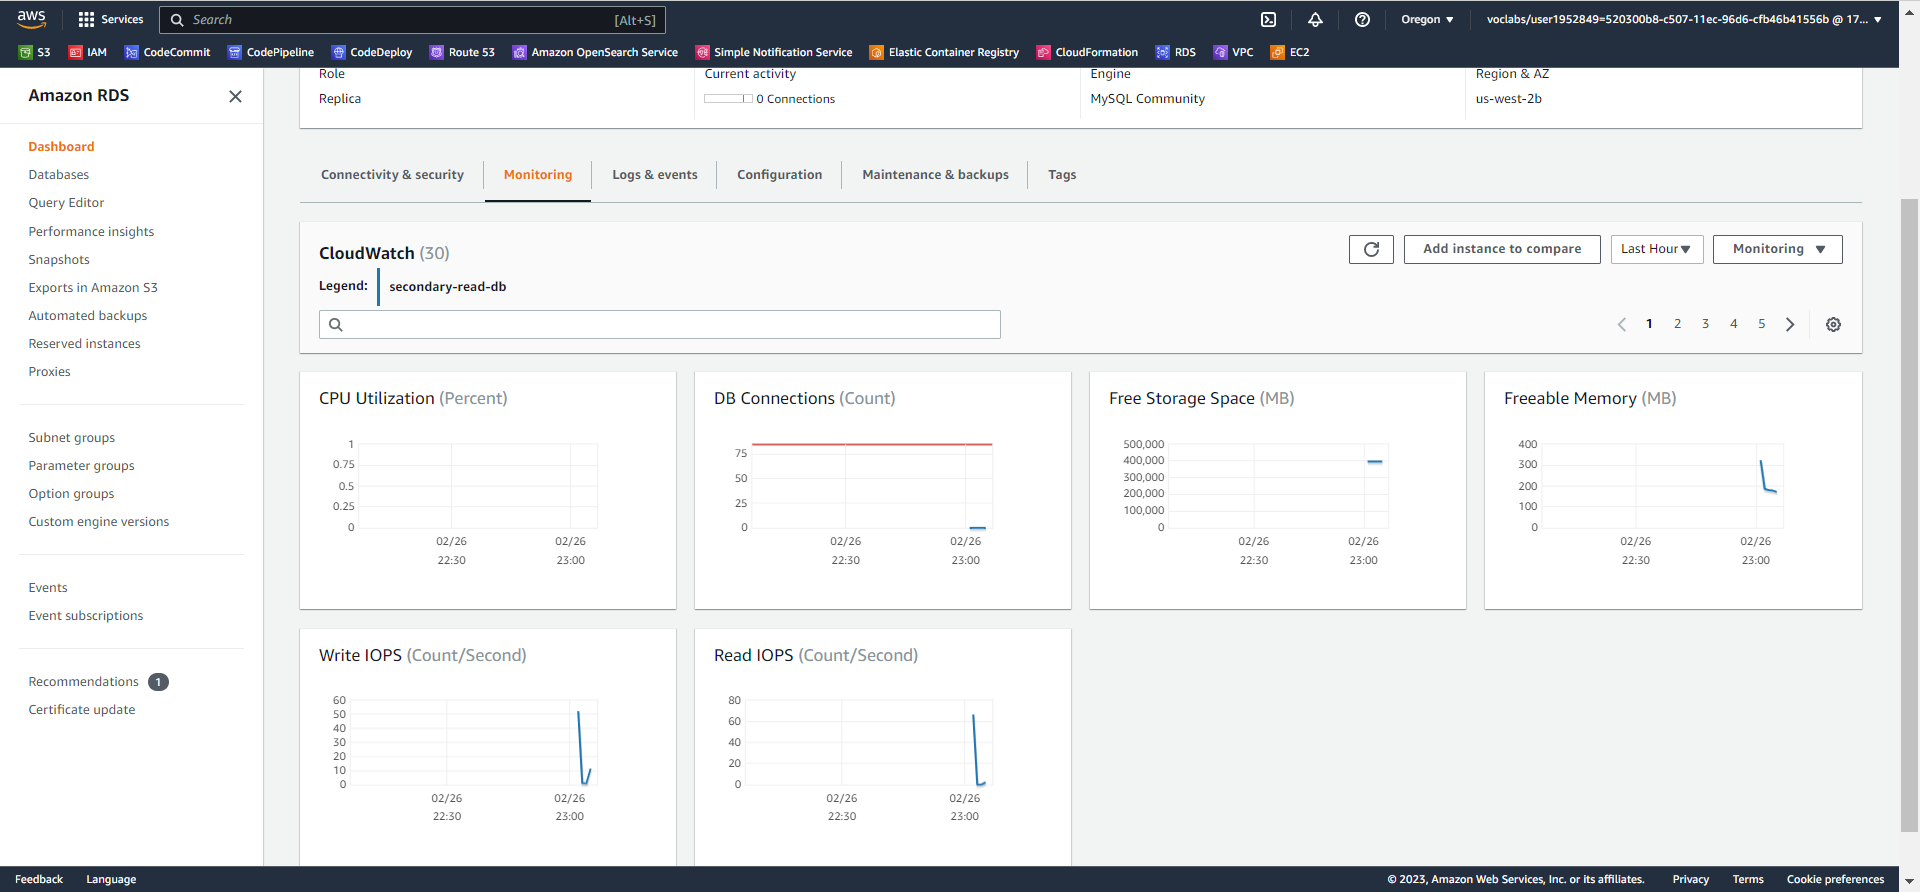 aws Services Search [Alt+S] Oregon ▼ voclabs/user1952849=520300b8-c507-11ec-96d6-cfb46b41556b @ 17... ▼
S3 IAM CodeCommit CodePipeline CodeDeploy Route 53 Amazon OpenSearch Service Simple Notification Service Elastic Container Registry CloudFormation RDS VPC EC2
Amazon RDS
Dashboard
Databases
Query Editor
Performance insights
Snapshots
Exports in Amazon S3
Automated backups
Reserved instances
Proxies
Subnet groups
Parameter groups
Option groups
Custom engine versions
Events
Event subscriptions
Recommendations 1
Certificate update
Role Current activity Engine Region & AZ
Replica 0 Connections MySQL Community us-west-2b
Connectivity & security Monitoring Logs & events Configuration Maintenance & backups Tags
CloudWatch (30) Add instance to compare Last Hour ▼ Monitoring ▼
Legend: secondary-read-db
1 2 3 4 5
CPU Utilization (Percent)
1
0.75
0.5
0.25
0
02/26 02/26
22:30 23:00
DB Connections (Count)
75
50
25
0
02/26 02/26
22:30 23:00
Free Storage Space (MB)
500,000
400,000
300,000
200,000
100,000
0
02/26 02/26
22:30 23:00
Freeable Memory (MB)
400
300
200
100
0
02/26 02/26
22:30 23:00
Write IOPS (Count/Second)
60
50
40
30
20
10
0
02/26 02/26
22:30 23:00
Read IOPS (Count/Second)
80
60
40
20
0
02/26 02/26
22:30 23:00
Feedback Language © 2023, Amazon Web Services, Inc. or its affiliates. Privacy Terms Cookie preferences